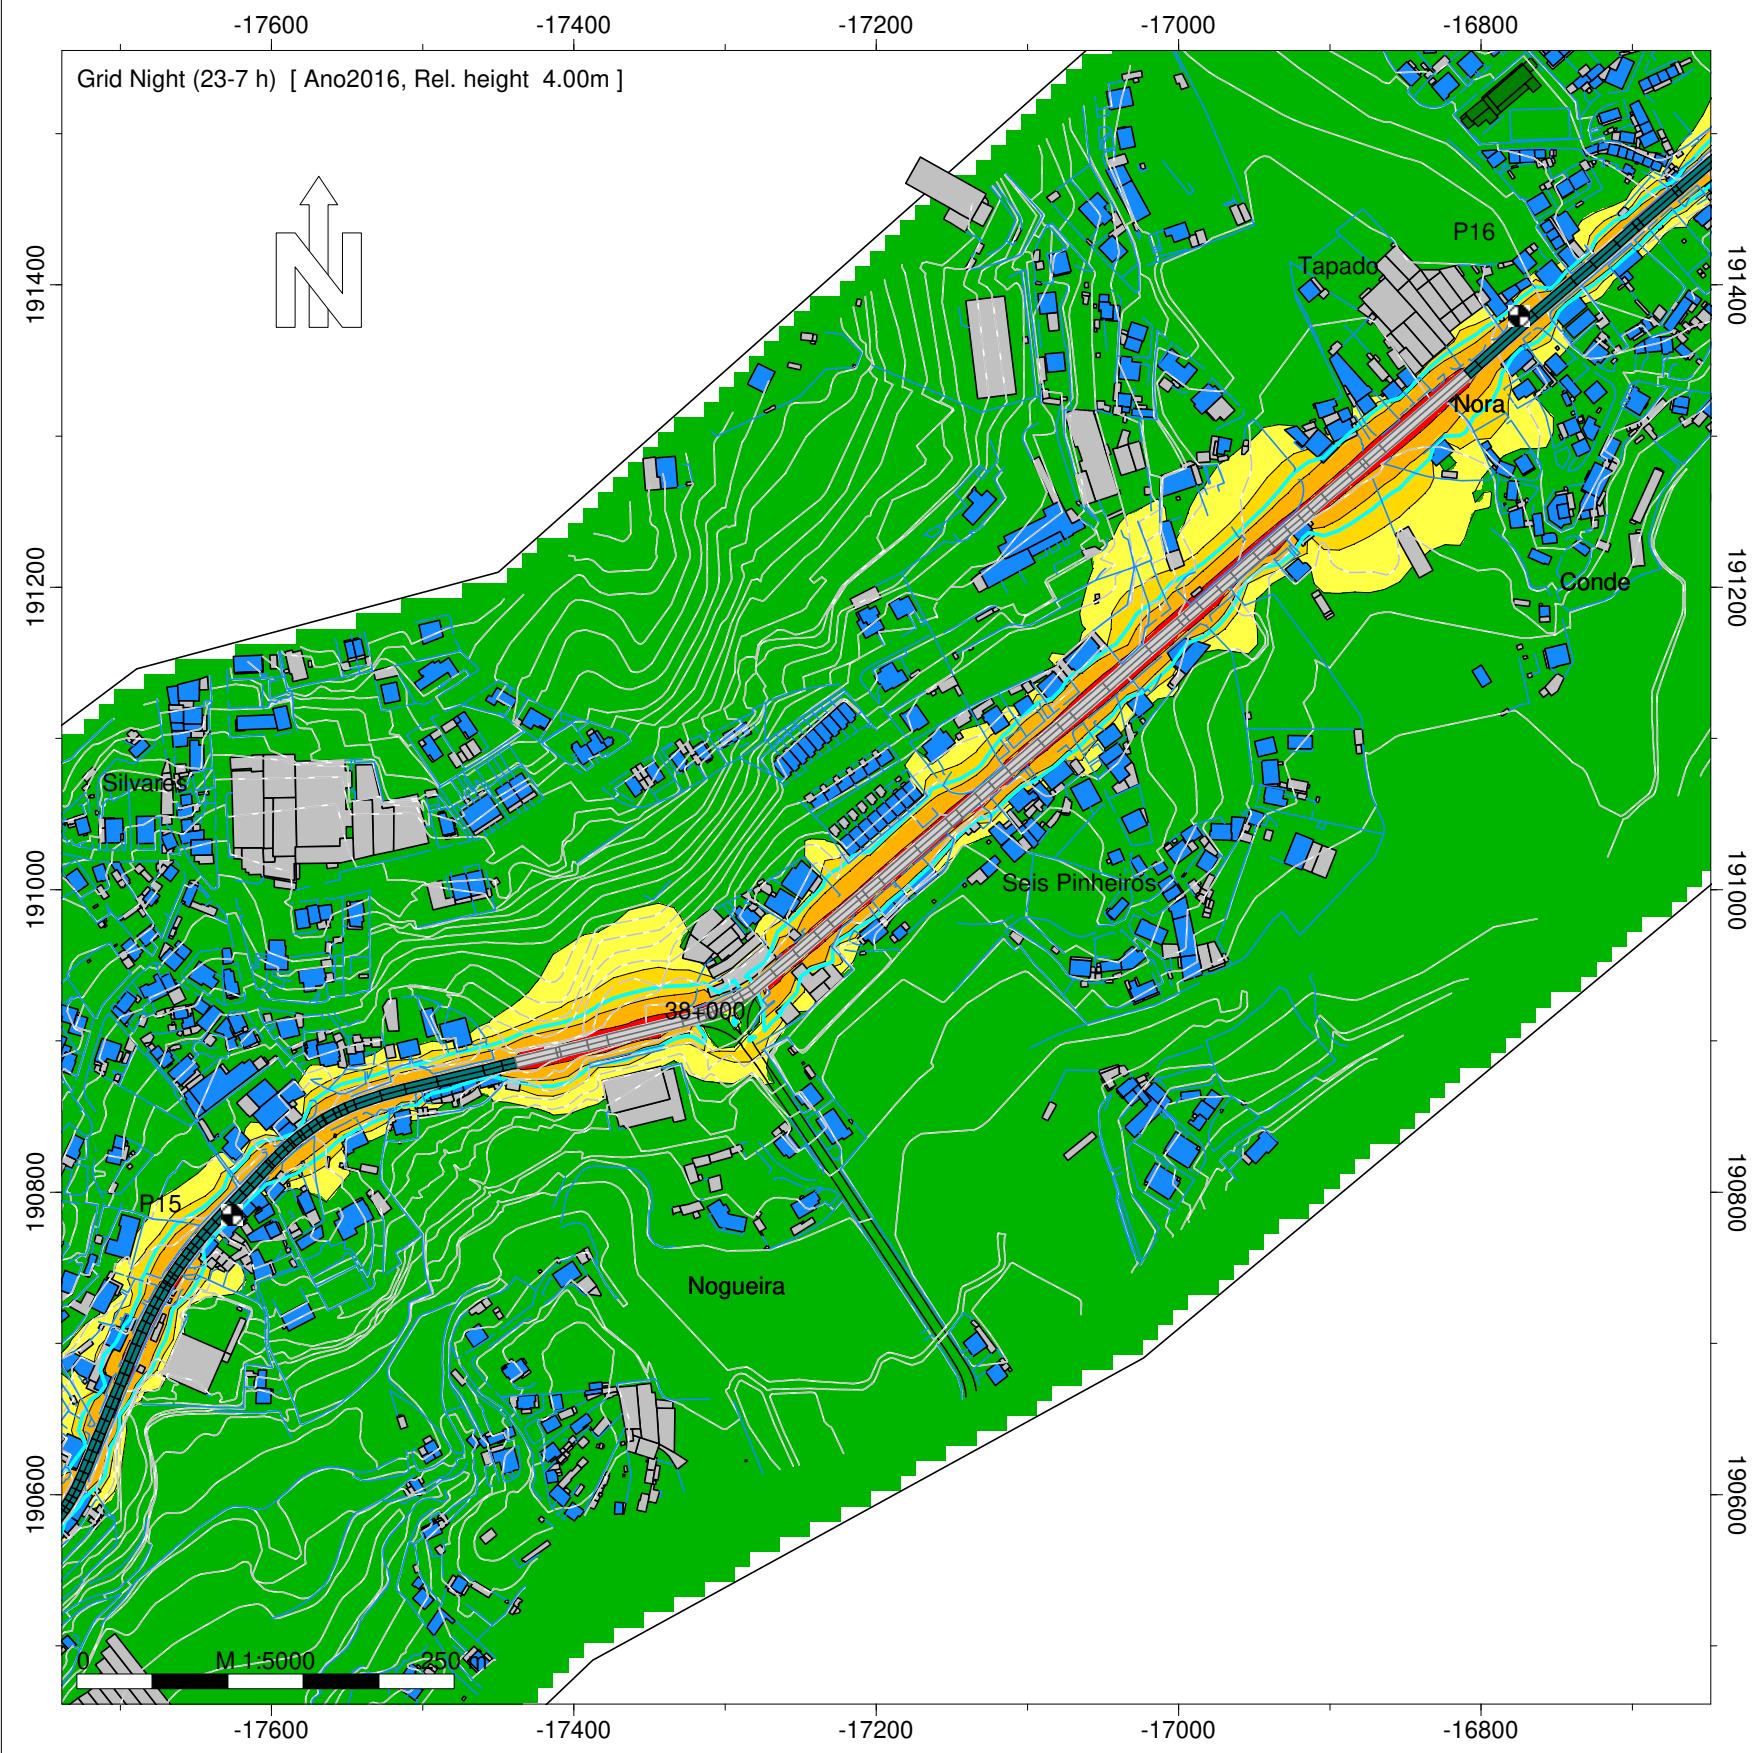 -17600 -17400 -17200 -17000 -16800
Grid Night (23-7 h) [ Ano2016, Rel. height 4.00m ]
N
P16
Tapado
191400 191400
Nora
191200 191200
Conde
Silvares
Seis Pinheiros
191000 191000
38+000
P15
190800 190800
Nogueira
190600 190600
0 M 1:5000 250 m
-17600 -17400 -17200 -17000 -16800